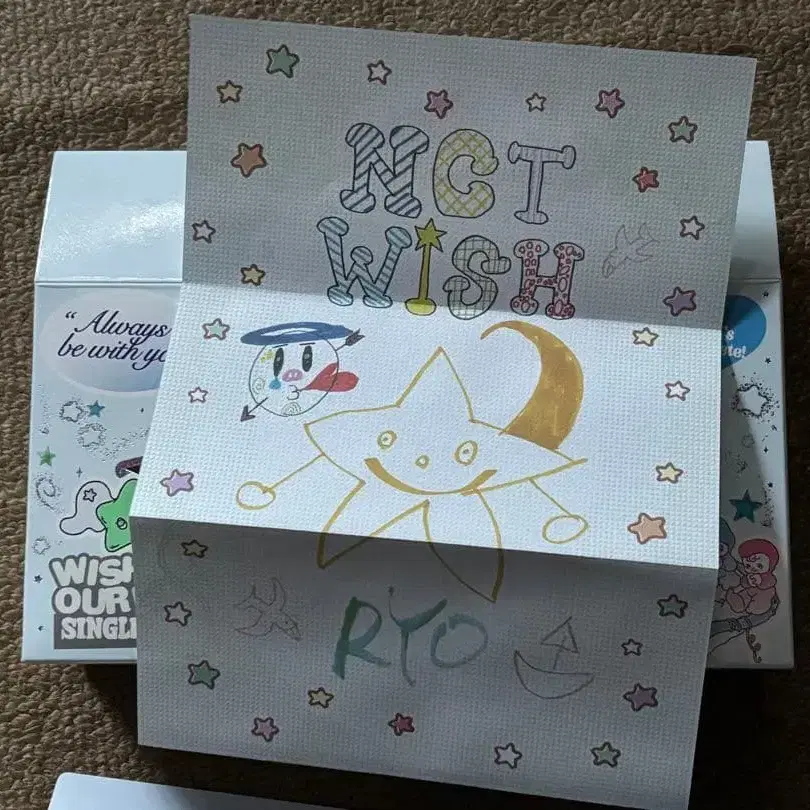 NCT
WiSH
RYO
“Always
be with yo
WISH
OUR
SINGL